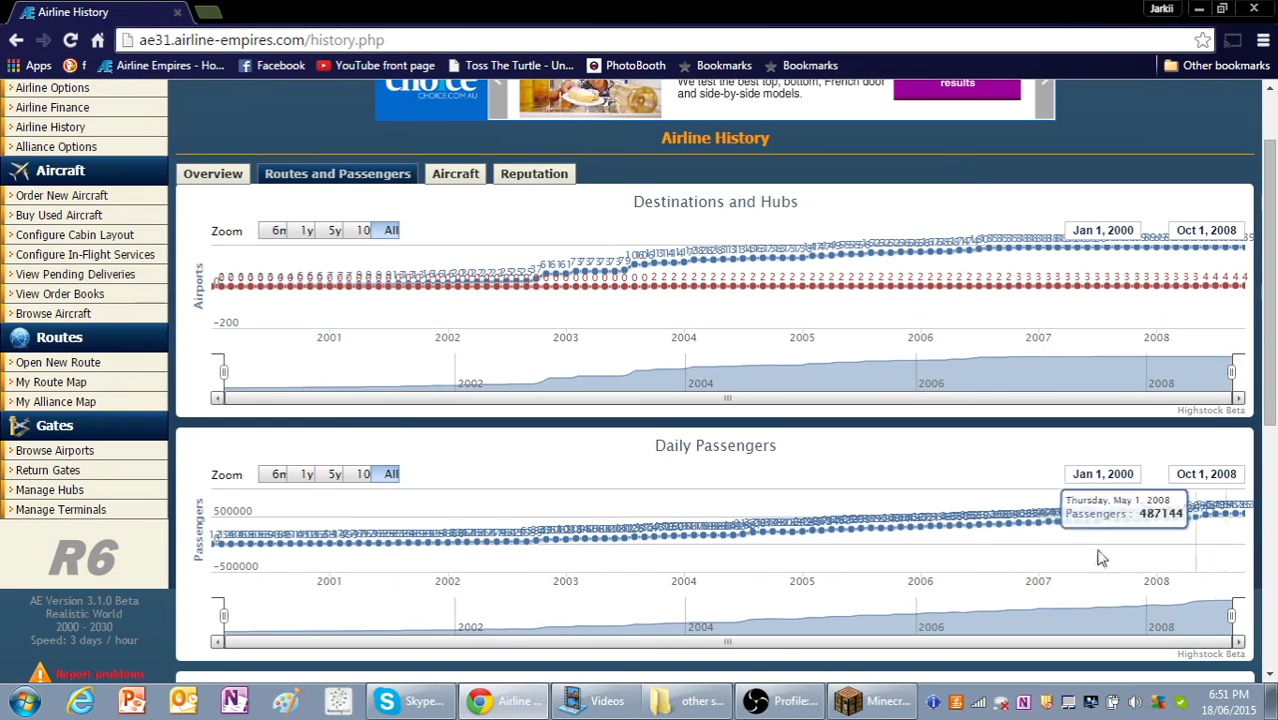 Airline History
Jarkii
ae31.airline-empires.com/history.php
Apps
f
Airline Empires - Ho...
Facebook
YouTube front page
Toss The Turtle - Un...
PhotoBooth
Bookmarks
Bookmarks
Other bookmarks
Airline Options
Airline Finance
Airline History
Alliance Options
Aircraft
Order New Aircraft
Buy Used Aircraft
Configure Cabin Layout
Configure In-Flight Services
View Pending Deliveries
View Order Books
Browse Aircraft
Routes
Open New Route
My Route Map
My Alliance Map
Gates
Browse Airports
Return Gates
Manage Hubs
Manage Terminals
R6
AE Version 3.1.0 Beta
Realistic World
2000 - 2030
Speed: 3 days / hour
Report problems
choice
CHOICE.COM.AU
We test the best top, bottom, French door
and side-by-side models.
results
Airline History
Overview
Routes and Passengers
Aircraft
Reputation
Destinations and Hubs
Zoom 6m 1y 5y 10 All
Jan 1, 2000 Oct 1, 2008
Airports
-200
2001 2002 2003 2004 2005 2006 2007 2008
2002 2004 2006 2008
Highstock Beta
Daily Passengers
Zoom 6m 1y 5y 10 All
Jan 1, 2000 Oct 1, 2008
Thursday, May 1, 2008
Passengers : 487144
Passengers
500000
0
-500000
2001 2002 2003 2004 2005 2006 2007 2008
2002 2004 2006 2008
Highstock Beta
Skype...
Airline ...
Videos
other s...
Profile:...
Minecr...
6:51 PM
18/06/2015